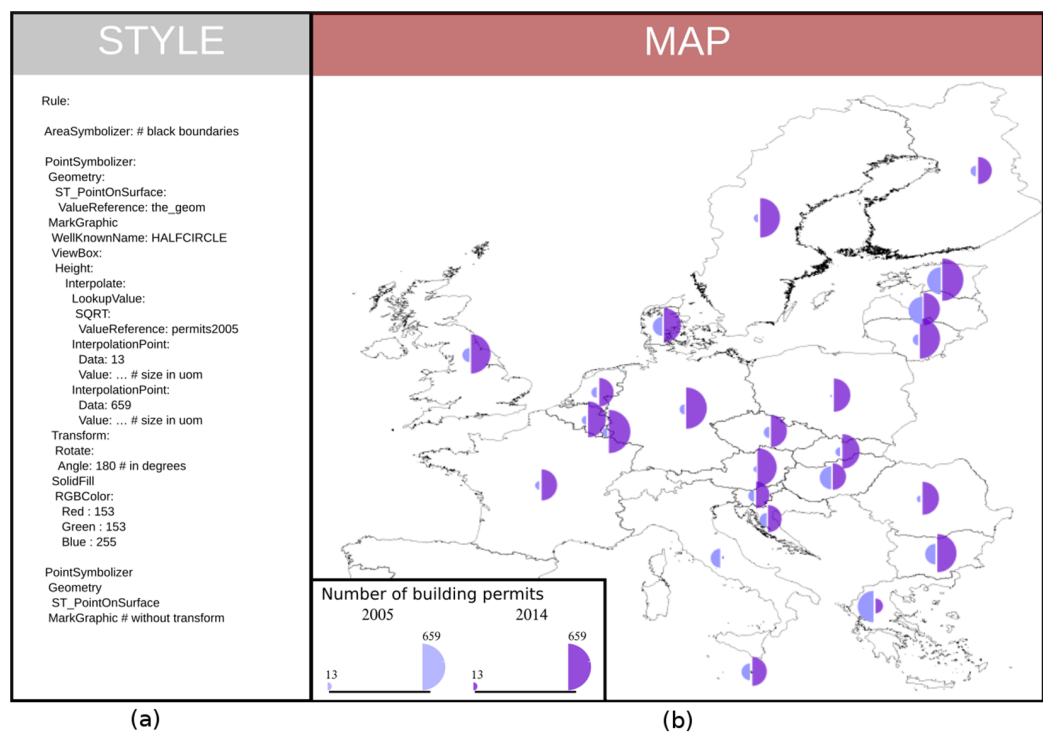 STYLE
MAP
Rule:
AreaSymbolizer: # black boundaries
PointSymbolizer:
Geometry:
ST_PointOnSurface:
ValueReference: the_geom
MarkGraphic
WellKnownName: HALFCIRCLE
ViewBox:
Height:
Interpolate:
LookupValue:
SQRT:
ValueReference: permits2005
InterpolationPoint:
Data: 13
Value: ... # size in uom
InterpolationPoint:
Data: 659
Value: ... # size in uom
Transform:
Rotate:
Angle: 180 # in degrees
SolidFill
RGBColor:
Red : 153
Green : 153
Blue : 255
PointSymbolizer
Geometry
ST_PointOnSurface
MarkGraphic # without transform
Number of building permits
2005 2014
659 659
13 13
(a) (b)